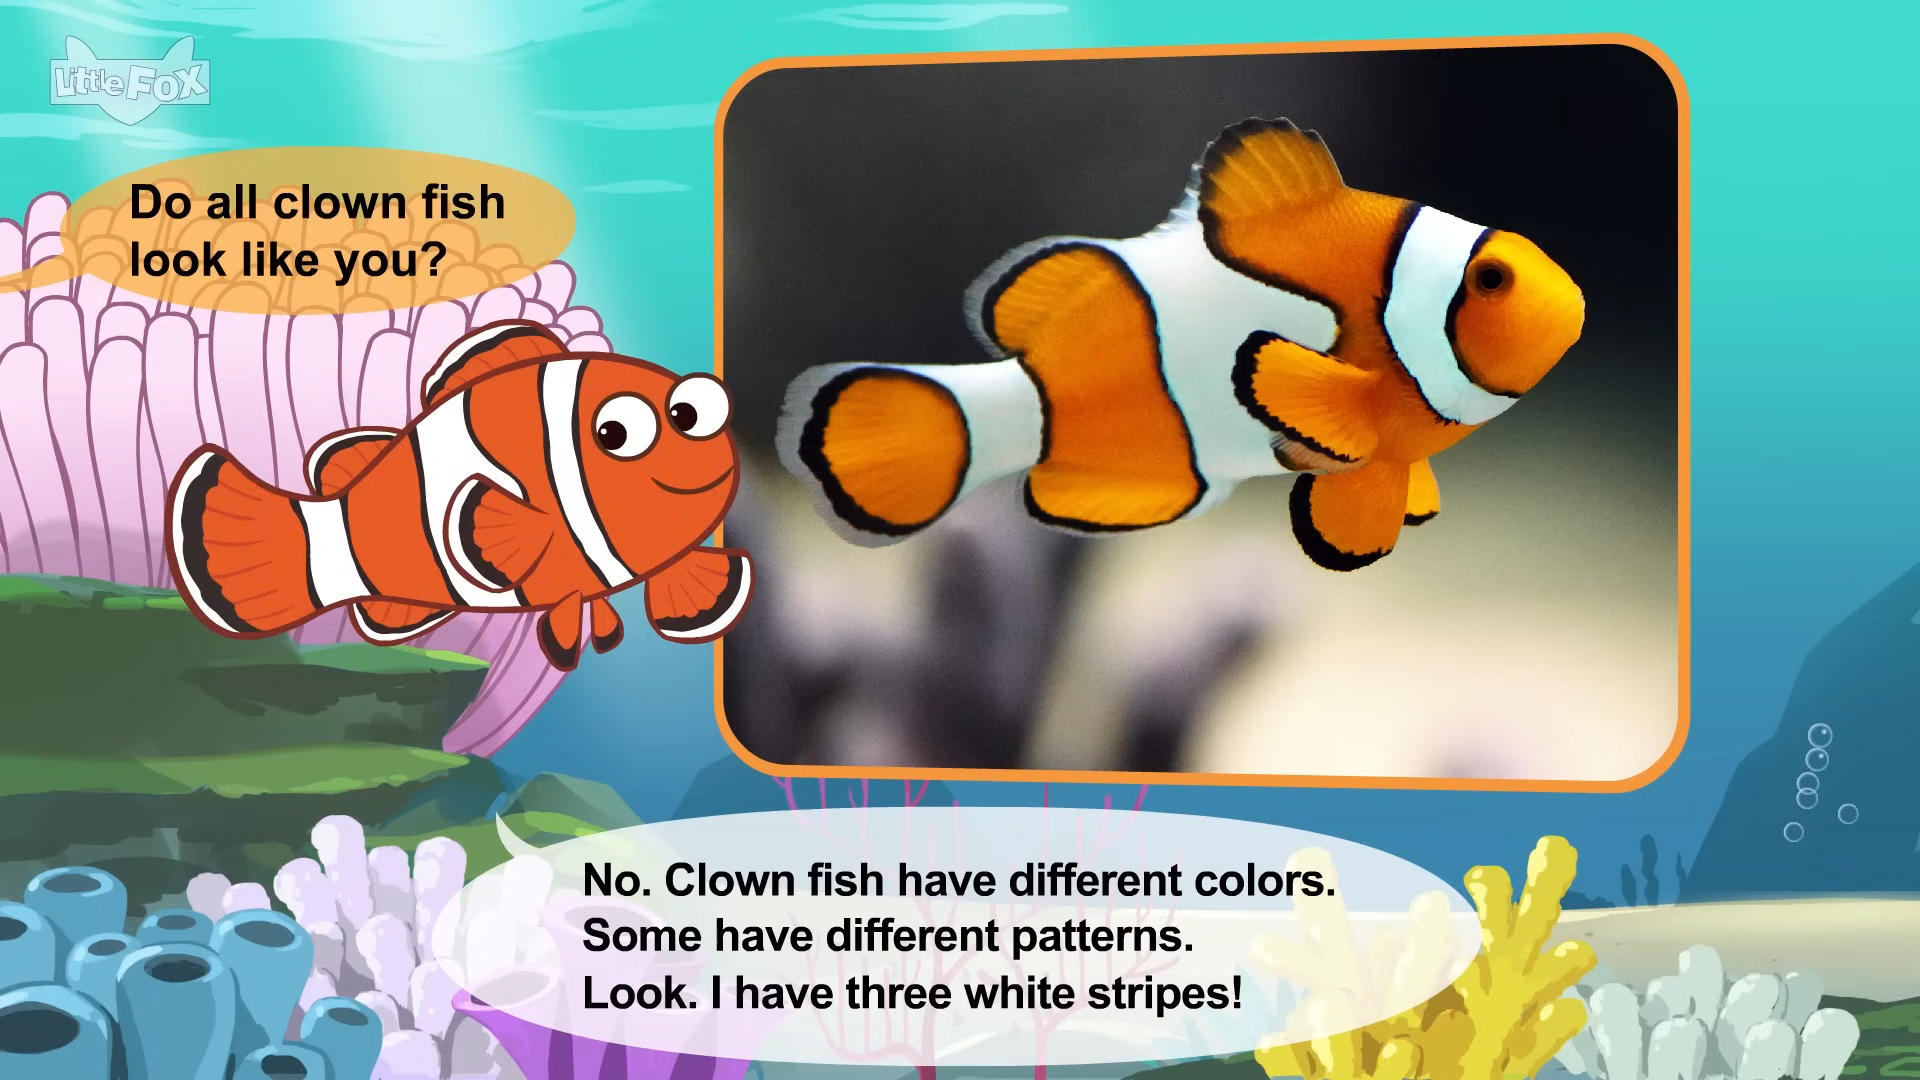 Little Fox
Do all clown fish
look like you?
No. Clown fish have different colors.
Some have different patterns.
Look. I have three white stripes!